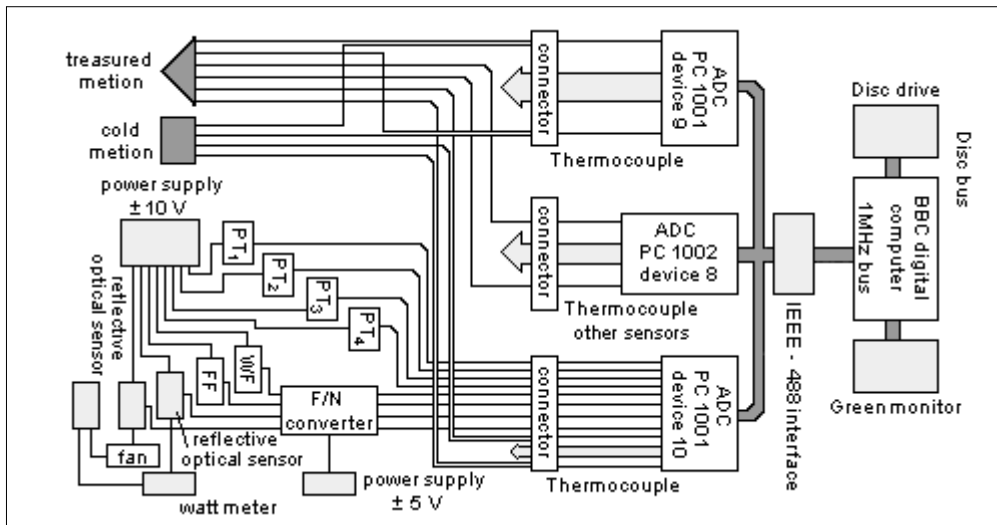 treasured
metion
cold
metion
power supply
± 10 V
reflective
optical sensor
PT1
PT2
PT3
PT4
FF
WF
fan
watt meter
reflective
optical sensor
F/N
converter
power supply
± 5 V
connector
ADC
PC 1001
device 9
Thermocouple
connector
ADC
PC 1002
device 8
Thermocouple
other sensors
connector
ADC
PC 1001
device 10
Thermocouple
IEEE - 488 interface
Disc drive
Disc bus
BBC digital
computer
1MHz bus
Green monitor